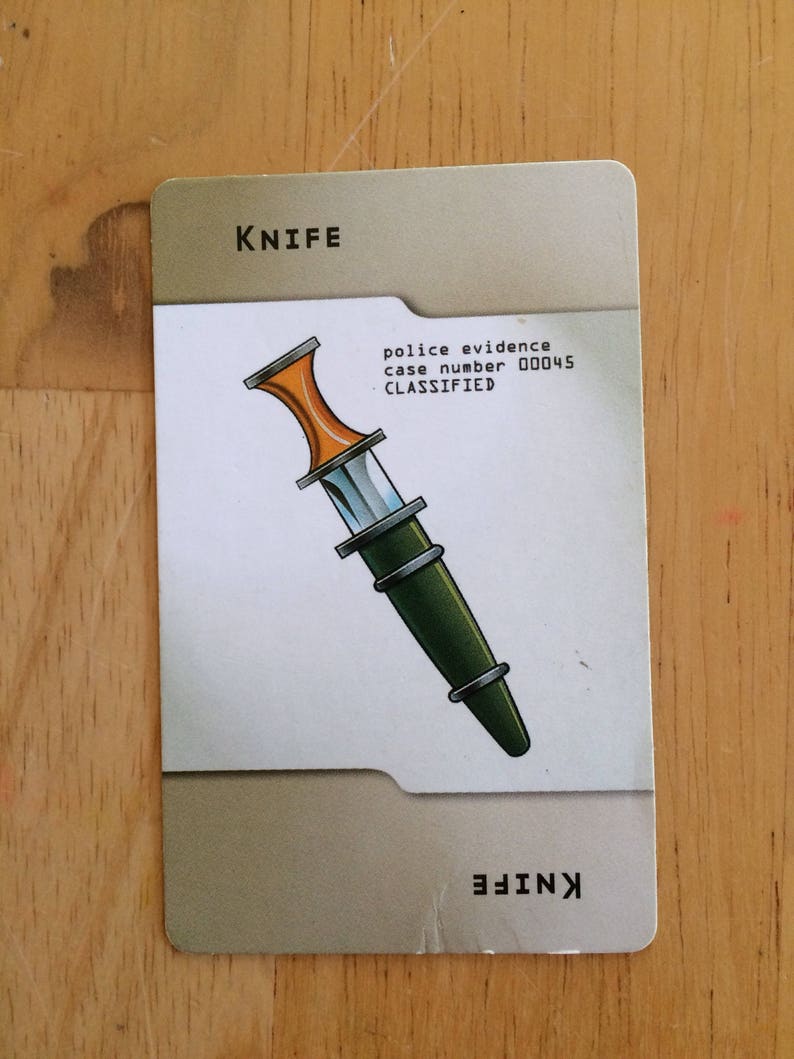 Knife
police evidence
case number 00045
CLASSIFIED
Knife